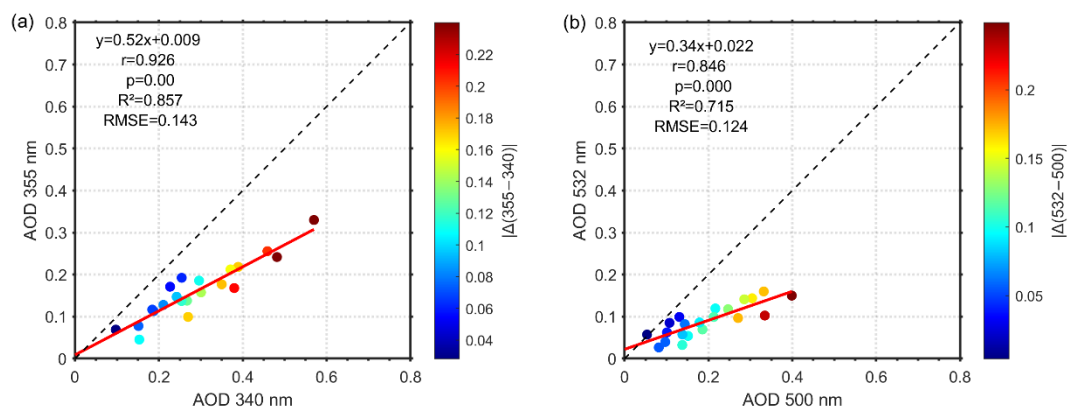 (a)
y=0.52x+0.009
r=0.926
p=0.00
R²=0.857
RMSE=0.143
AOD 355 nm
0.8
0.7
0.6
0.5
0.4
0.3
0.2
0.1
0
0
0.2
0.4
0.6
0.8
AOD 340 nm
0.22
0.2
0.18
0.16
0.14
0.12
0.1
0.08
0.06
0.04
|Δ(355−340)|
(b)
y=0.34x+0.022
r=0.846
p=0.000
R²=0.715
RMSE=0.124
AOD 532 nm
0.8
0.7
0.6
0.5
0.4
0.3
0.2
0.1
0
0
0.2
0.4
0.6
0.8
AOD 500 nm
0.2
0.15
0.1
0.05
|Δ(532−500)|